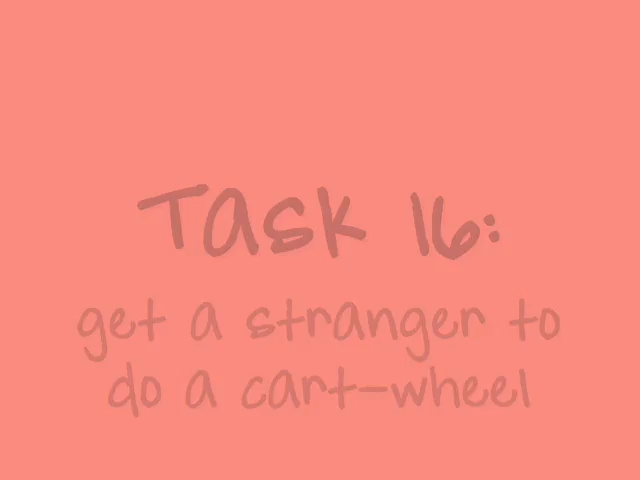 Task 16:
get a stranger to
do a cart-wheel